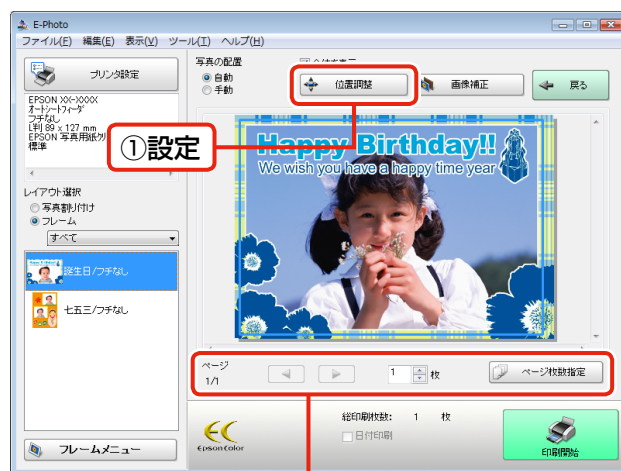 E-Photo
ファイル(F) 編集(E) 表示(V) ツール(T) ヘルプ(H)
プリンタ設定
EPSON XX-XXXX
オートシートフィーダ
フチなし
L判 89 x 127 mm
EPSON 写真用紙
標準
レイアウト選択
写真割り付け
フレーム
すべて
誕生日/フチなし
七五三/フチなし
フレームメニュー
写真の配置
自動
手動
位置調整
画像補正
戻る
①設定
Happy Birthday!!
We wish you have a happy time year
ページ
1/1
1 枚
ページ枚数指定
EPSON Color
総印刷枚数: 1 枚
日付印刷
印刷開始